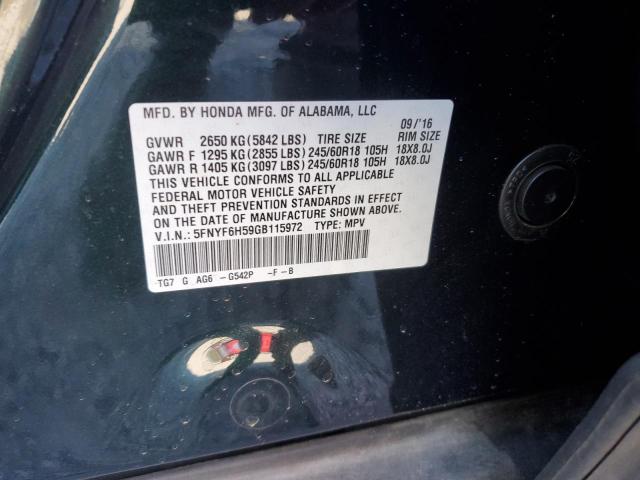 MFD. BY HONDA MFG. OF ALABAMA, LLC 09/'16
GVWR 2650 KG (5842 LBS) TIRE SIZE RIM SIZE
GAWR F 1295 KG (2855 LBS) 245/60R18 105H 18X8.0J
GAWR R 1405 KG (3097 LBS) 245/60R18 105H 18X8.0J
THIS VEHICLE CONFORMS TO ALL APPLICABLE
FEDERAL MOTOR VEHICLE SAFETY
AND THEFT PREVENTION STANDARDS IN EFFECT
ON THE DATE OF MANUFACTURE SHOWN ABOVE.
V.I.N.: 5FNYF6H59GB115972 TYPE: MPV
TG7 G AG6 -G542P -F -B